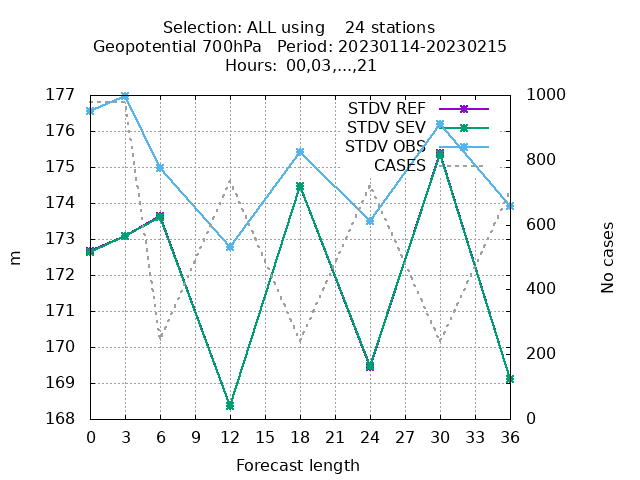 Selection: ALL using    24 stations
Geopotential 700hPa   Period: 20230114-20230215
Hours: 00,03,...,21
177
176
175
174
173
172
171
170
169
168
m
1000
800
600
400
200
0
No cases
STDV REF
STDV SEV
STDV OBS
CASES
0 3 6 9 12 15 18 21 24 27 30 33 36
Forecast length